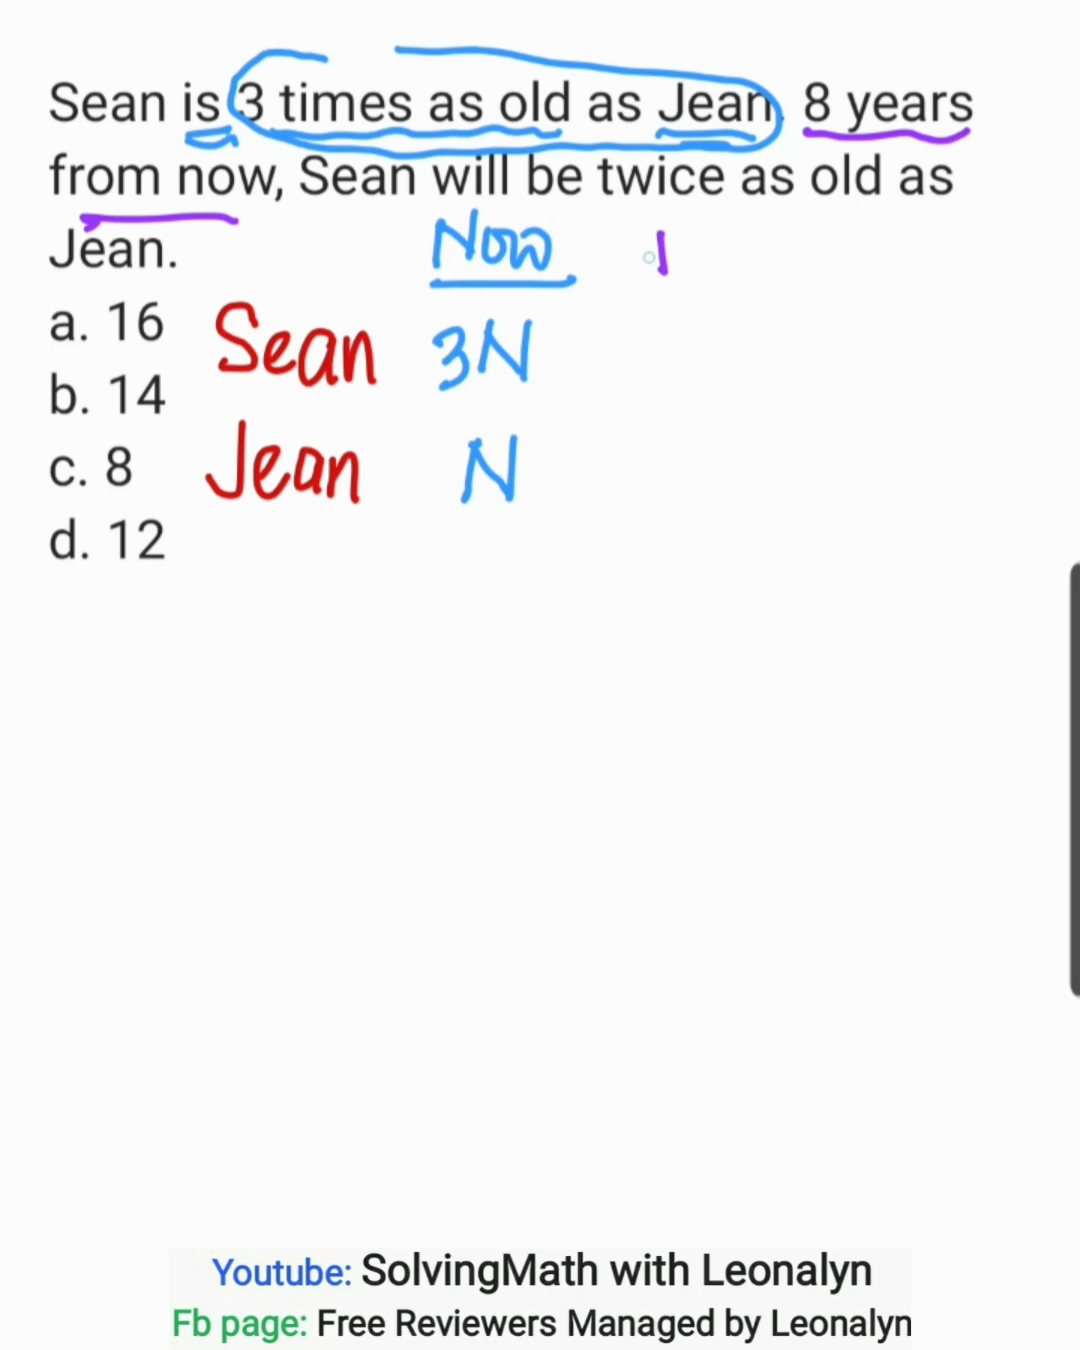 Sean is 3 times as old as Jean. 8 years
from now, Sean will be twice as old as
Jean.
Now
a. 16
Sean 3N
b. 14
c. 8
Jean N
d. 12
Youtube: SolvingMath with Leonalyn
Fb page: Free Reviewers Managed by Leonalyn